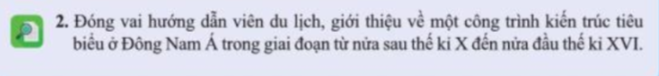 2. Đóng vai hướng dẫn viên du lịch, giới thiệu về một công trình kiến trúc tiêu
biểu ở Đông Nam Á trong giai đoạn từ nửa sau thế kỉ X đến nửa đầu thế kỉ XVI.